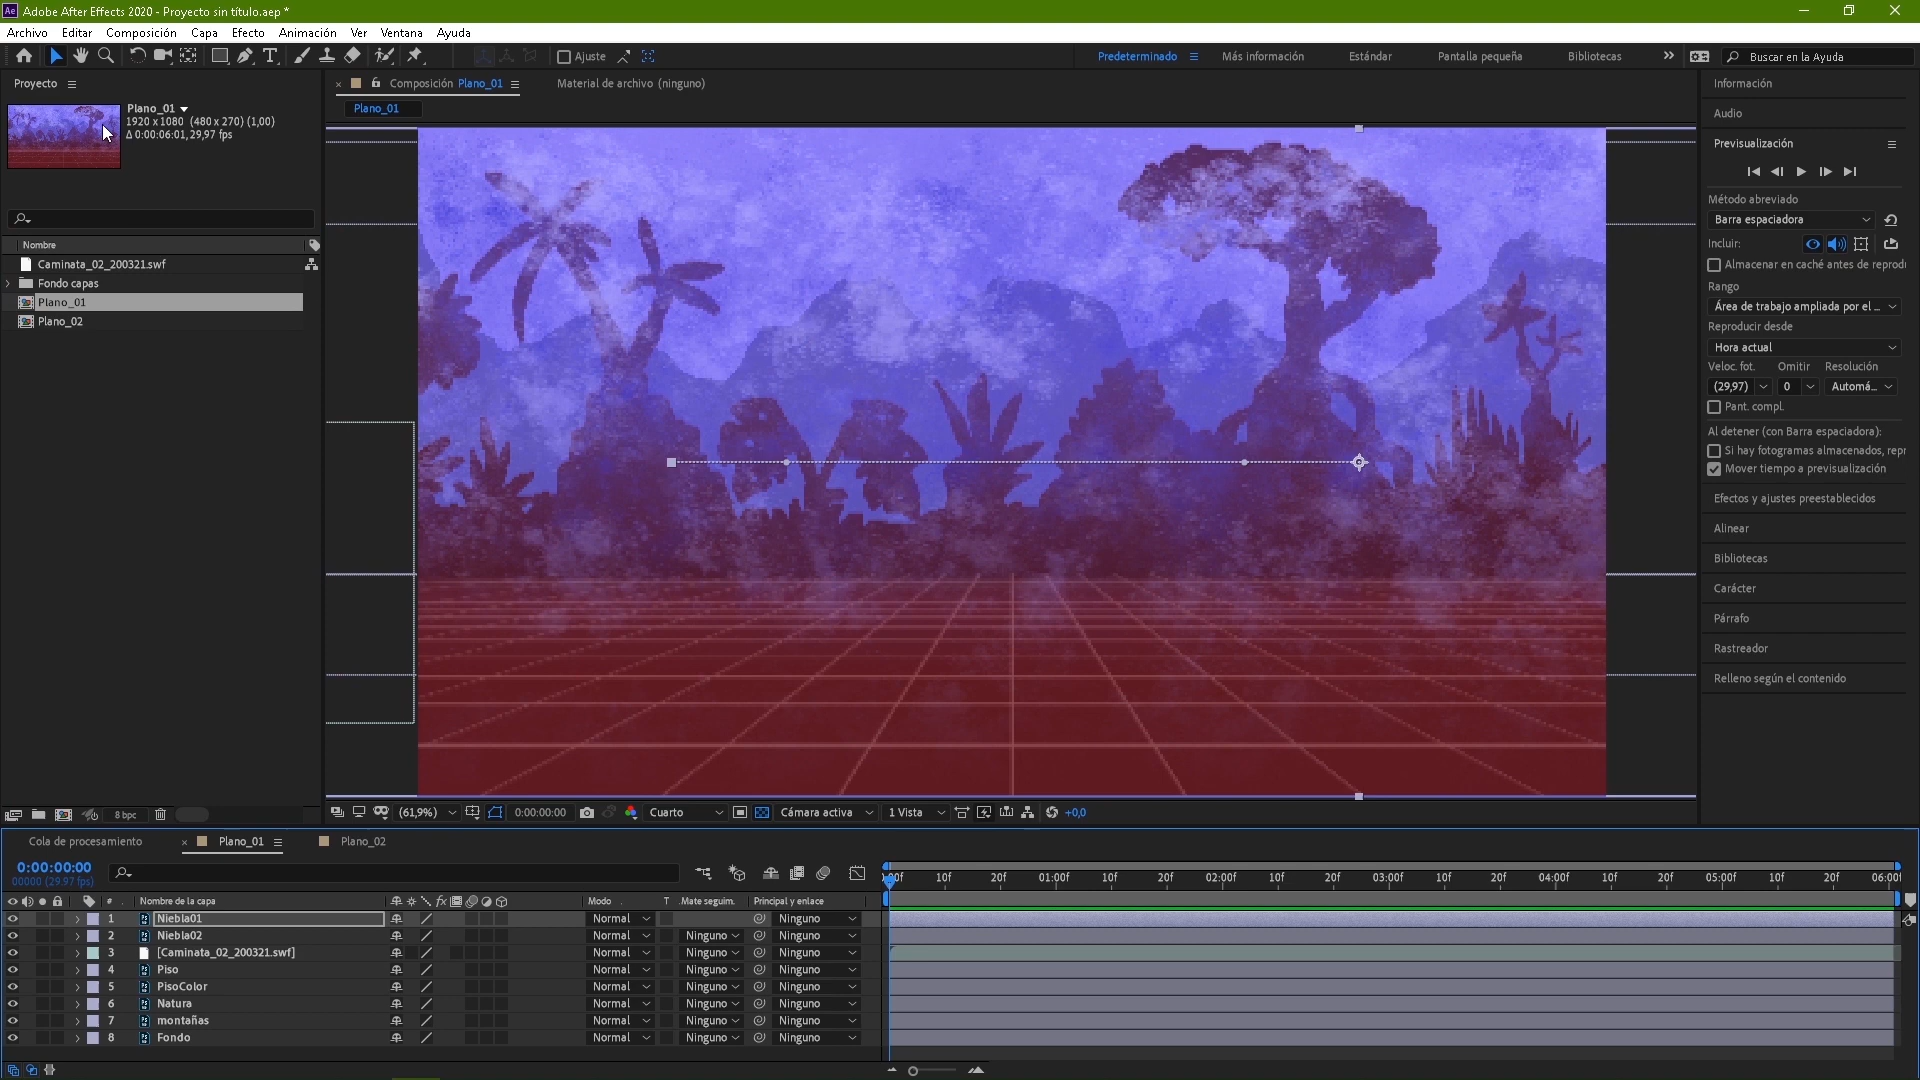 Adobe After Effects 2020 - Proyecto sin título.aep *
Archivo Editar Composición Capa Efecto Animación Ver Ventana Ayuda
Ajuste Predeterminado Más información Estándar Pantalla pequeña Bibliotecas Buscar en la Ayuda
Proyecto
Plano_01
1920 x 1080 (480 x 270) (1,00)
Δ 0:00:06:01, 29,97 fps
Nombre
Caminata_02_200321.swf
Fondo capas
Plano_01
Plano_02
8 bpc
Composición Plano_01 Material de archivo (ninguno)
Plano_01
(61,9%) 0:00:00:00 Cuarto Cámara activa 1 Vista +0,0
Información
Audio
Previsualización
Método abreviado
Barra espaciadora
Incluir:
Almacenar en caché antes de reprodu
Rango
Área de trabajo ampliada por el ...
Reproducir desde
Hora actual
Veloc. fot. Omitir Resolución
(29,97) 0 Automá...
Pant. compl.
Al detener (con Barra espaciadora):
Si hay fotogramas almacenados, repr
Mover tiempo a previsualización
Efectos y ajustes preestablecidos
Alinear
Bibliotecas
Carácter
Párrafo
Rastreador
Relleno según el contenido
Cola de procesamiento Plano_01 Plano_02
0:00:00:00
00000 (29.97 fps)
:00f 10f 20f 01:00f 10f 20f 02:00f 10f 20f 03:00f 10f 20f 04:00f 10f 20f 05:00f 10f 20f 06:00f
# Nombre de la capa fx Modo T .Mate seguim. Principal y enlace
1 Niebla01 Normal Ninguno
2 Niebla02 Normal Ninguno Ninguno
3 [Caminata_02_200321.swf] Normal Ninguno Ninguno
4 Piso Normal Ninguno Ninguno
5 PisoColor Normal Ninguno Ninguno
6 Natura Normal Ninguno Ninguno
7 montañas Normal Ninguno Ninguno
8 Fondo Normal Ninguno Ninguno